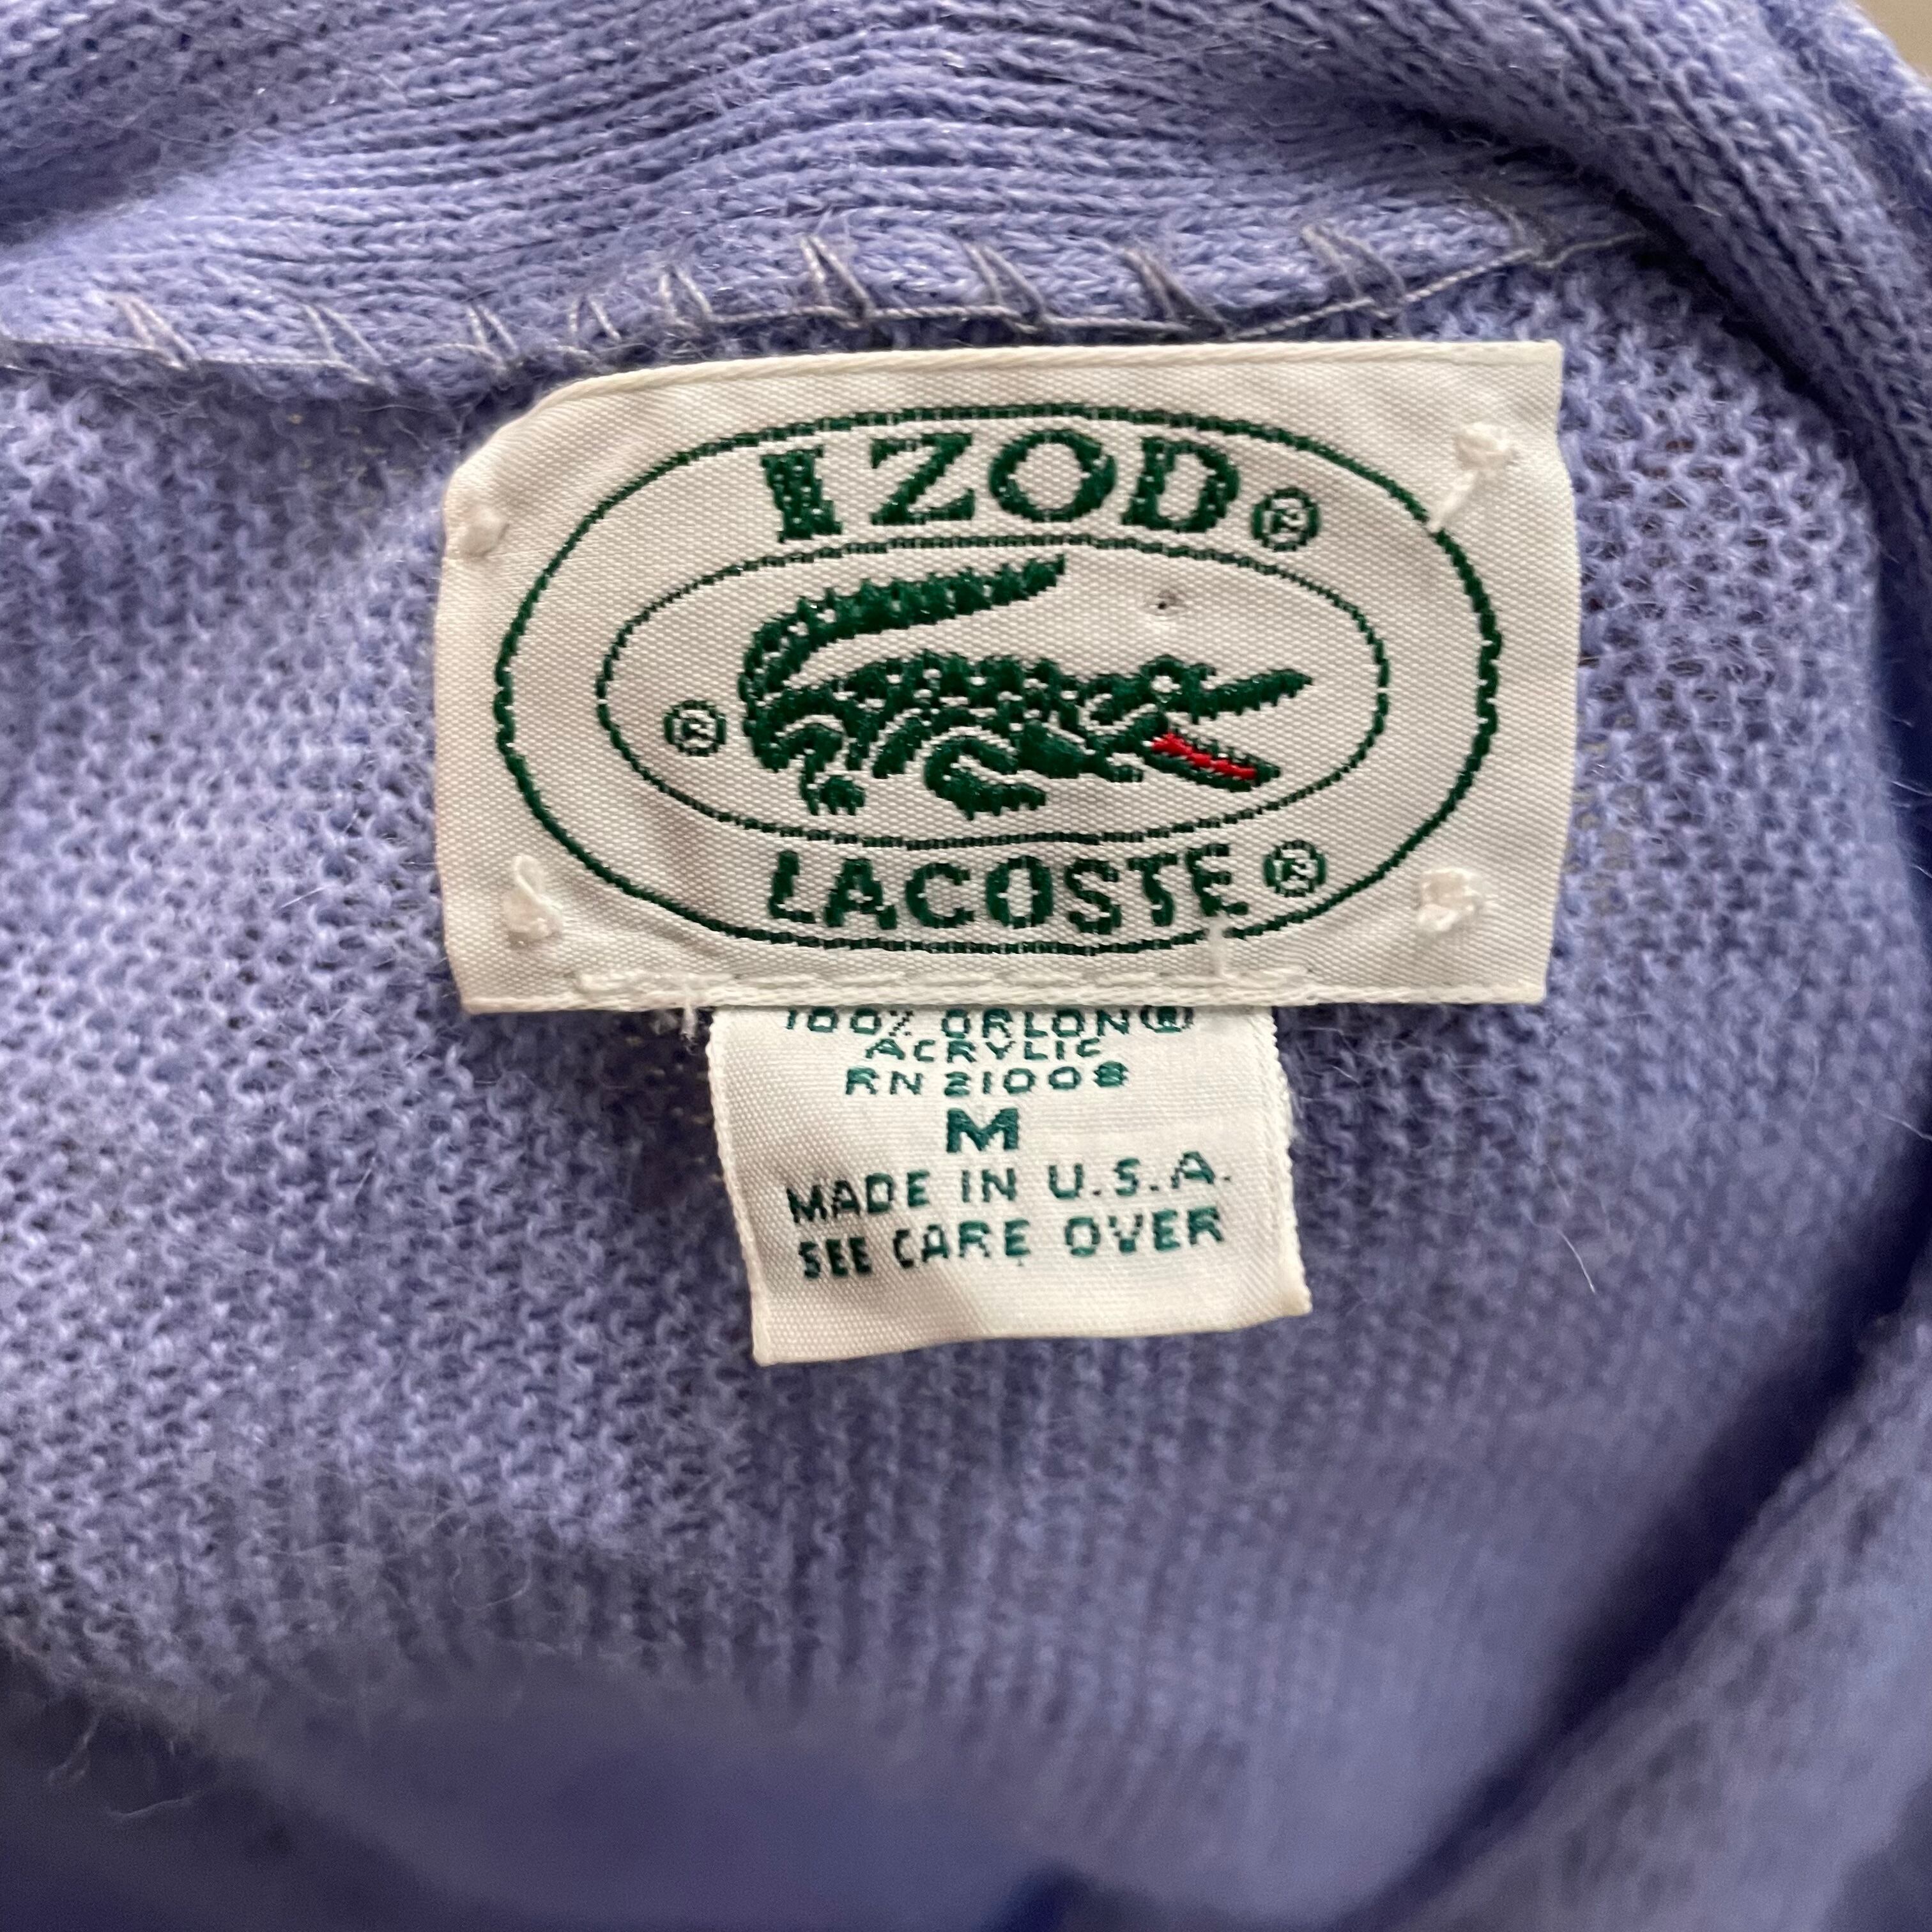 IZOD®
®
LACOSTE®
100% ORLON®
ACRYLIC
RN 21008
M
MADE IN U.S.A.
SEE CARE OVER